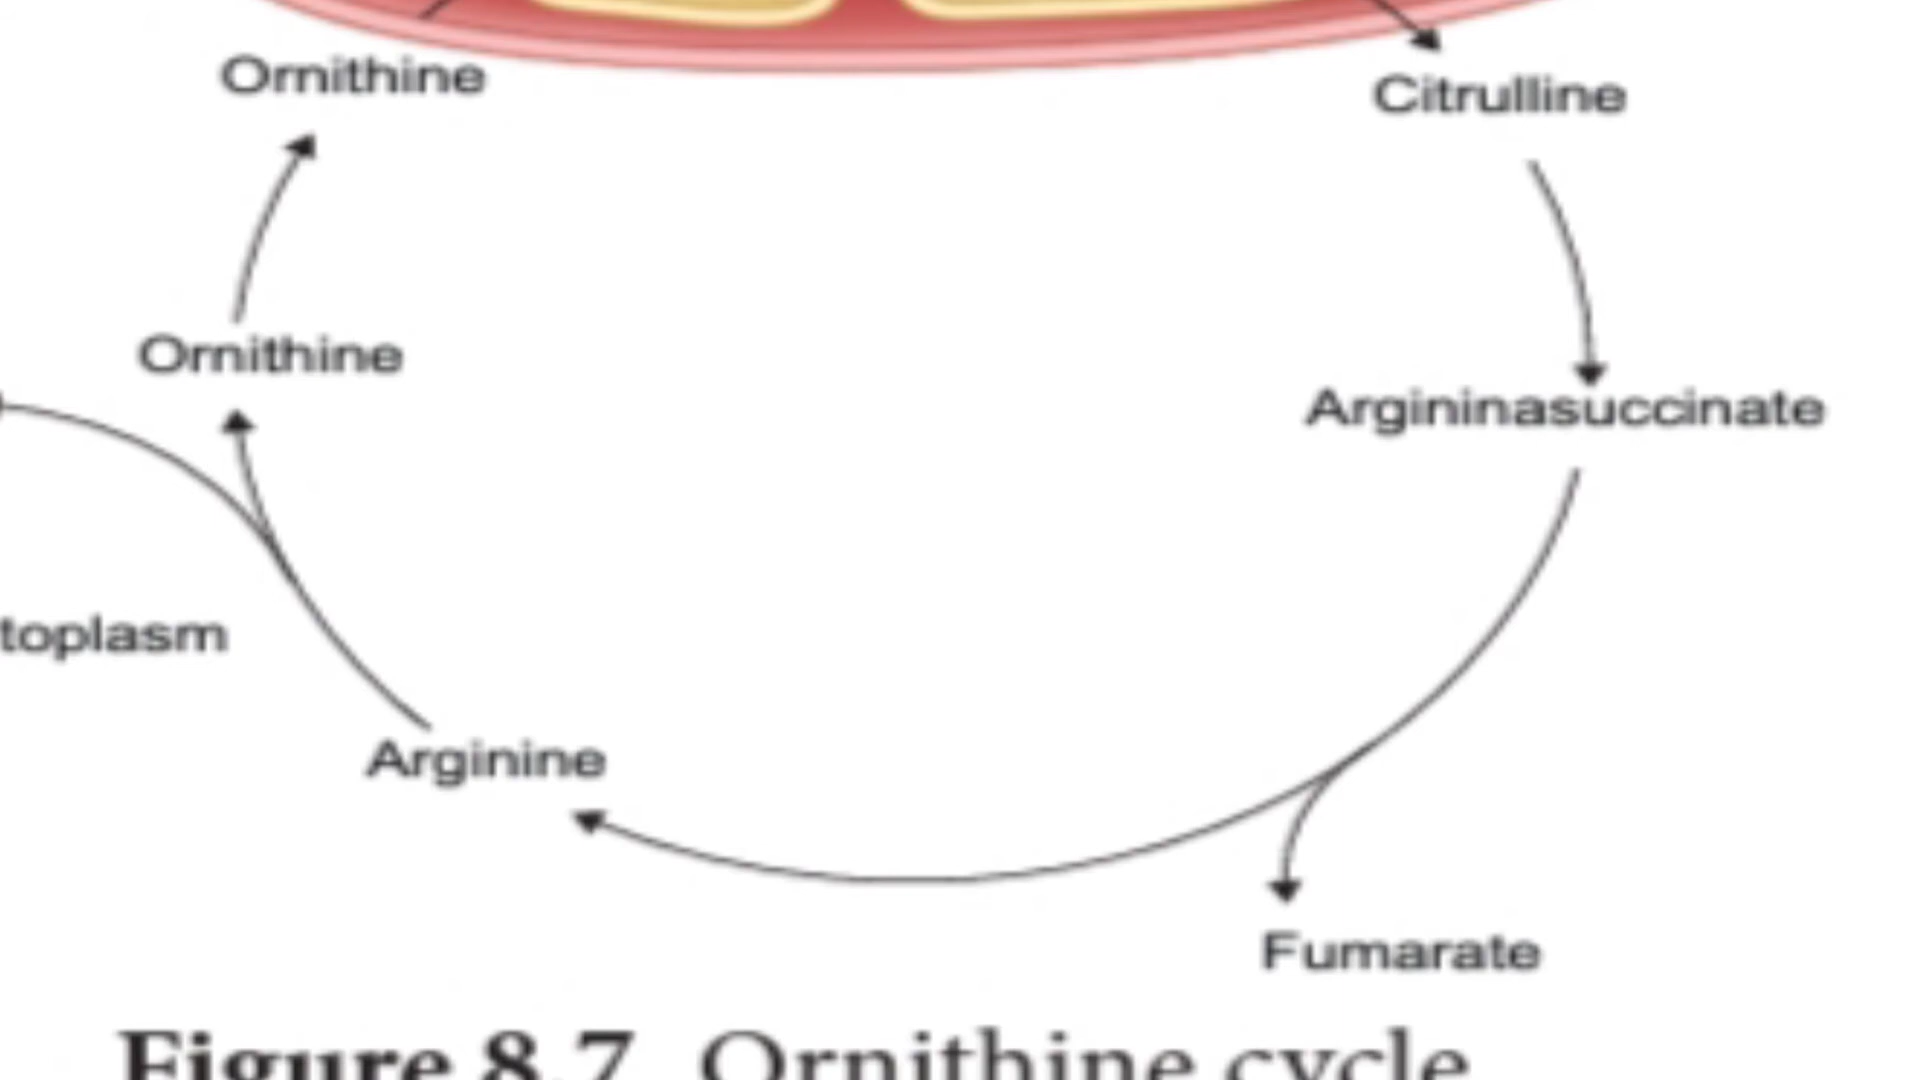 Ornithine
Citrulline
Ornithine
Argininasuccinate
toplasm
Arginine
Fumarate
Figure 8.7 Ornithine cycle